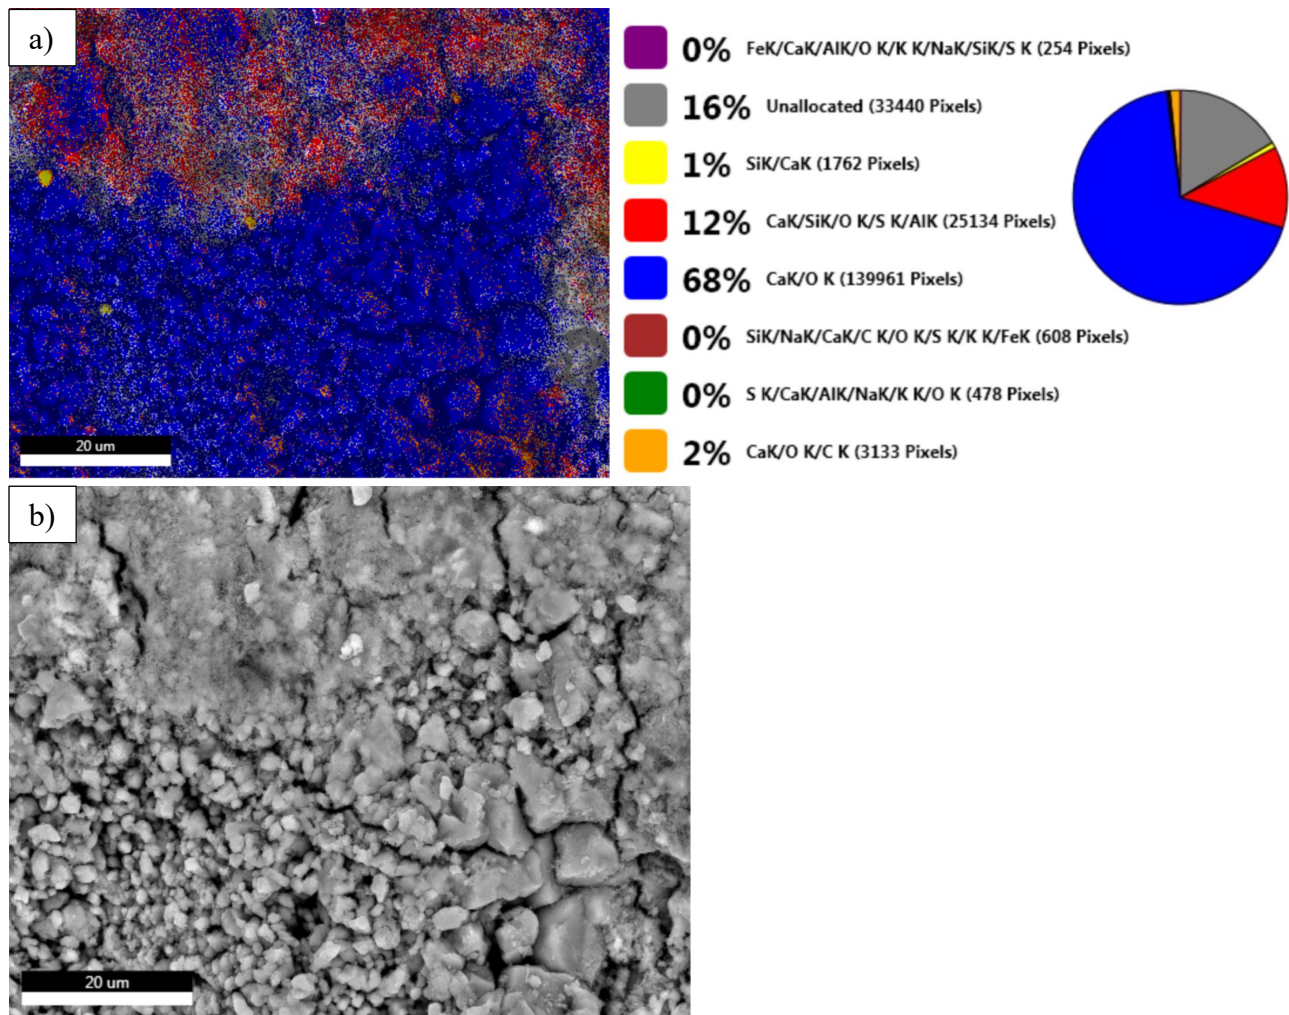 a)
20 um
0% FeK/CaK/AlK/O K/K K/NaK/SiK/S K (254 Pixels)
16% Unallocated (33440 Pixels)
1% SiK/CaK (1762 Pixels)
12% CaK/SiK/O K/S K/AlK (25134 Pixels)
68% CaK/O K (139961 Pixels)
0% SiK/NaK/CaK/C K/O K/S K/K K/FeK (608 Pixels)
0% S K/CaK/AlK/NaK/K K/O K (478 Pixels)
2% CaK/O K/C K (3133 Pixels)
b)
20 um